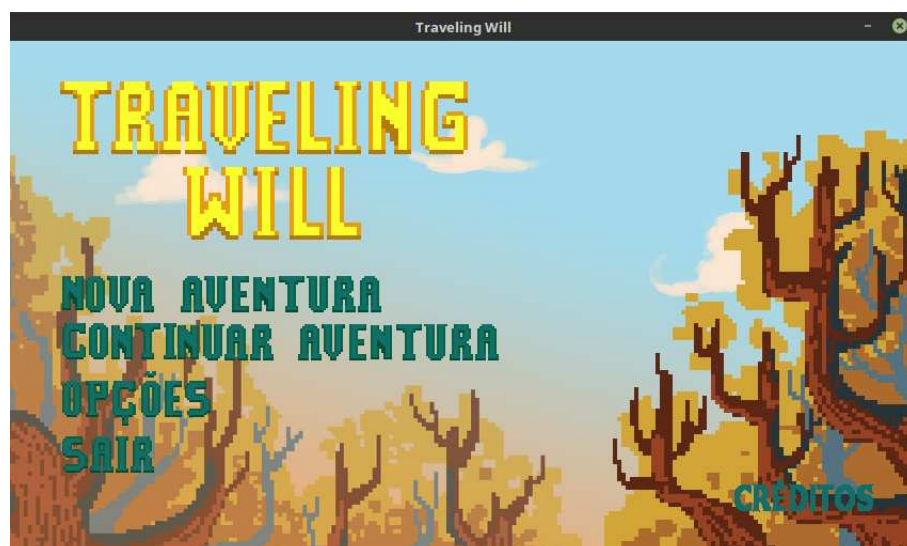 Traveling Will
TRAVELING
WILL
NOVA AVENTURA
CONTINUAR AVENTURA
OPÇÕES
SAIR
CRÉDITOS